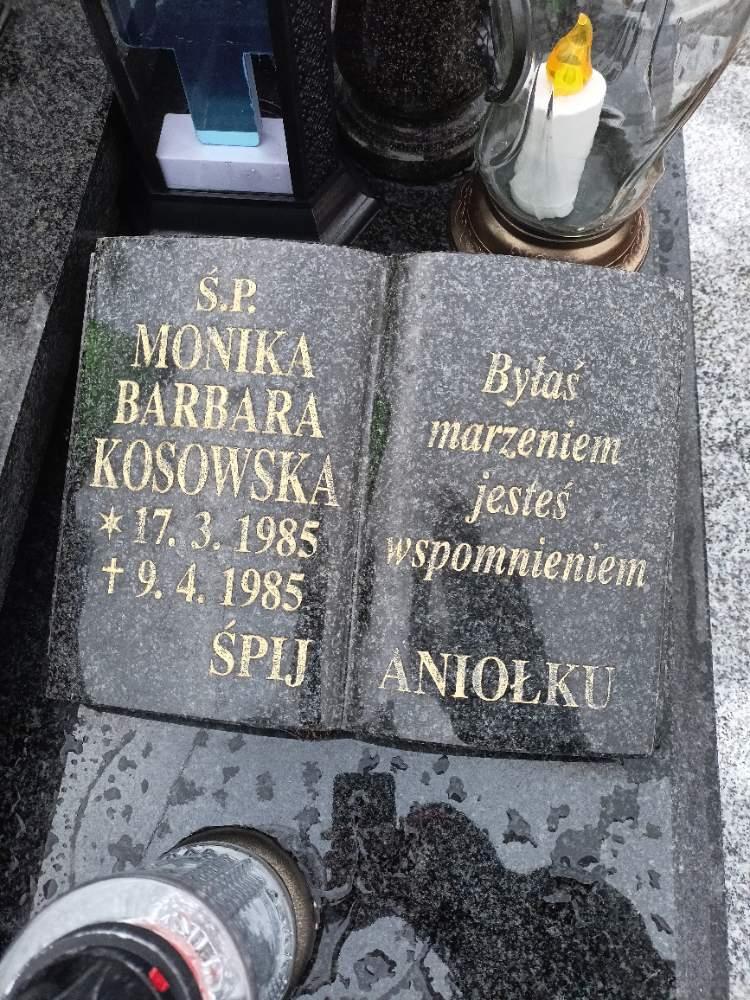 Ś.P.
MONIKA
BARBARA
KOSOWSKA
* 17. 3. 1985
† 9. 4. 1985
ŚPIJ
Byłaś
marzeniem
jesteś
wspomnieniem
ANIOŁKU